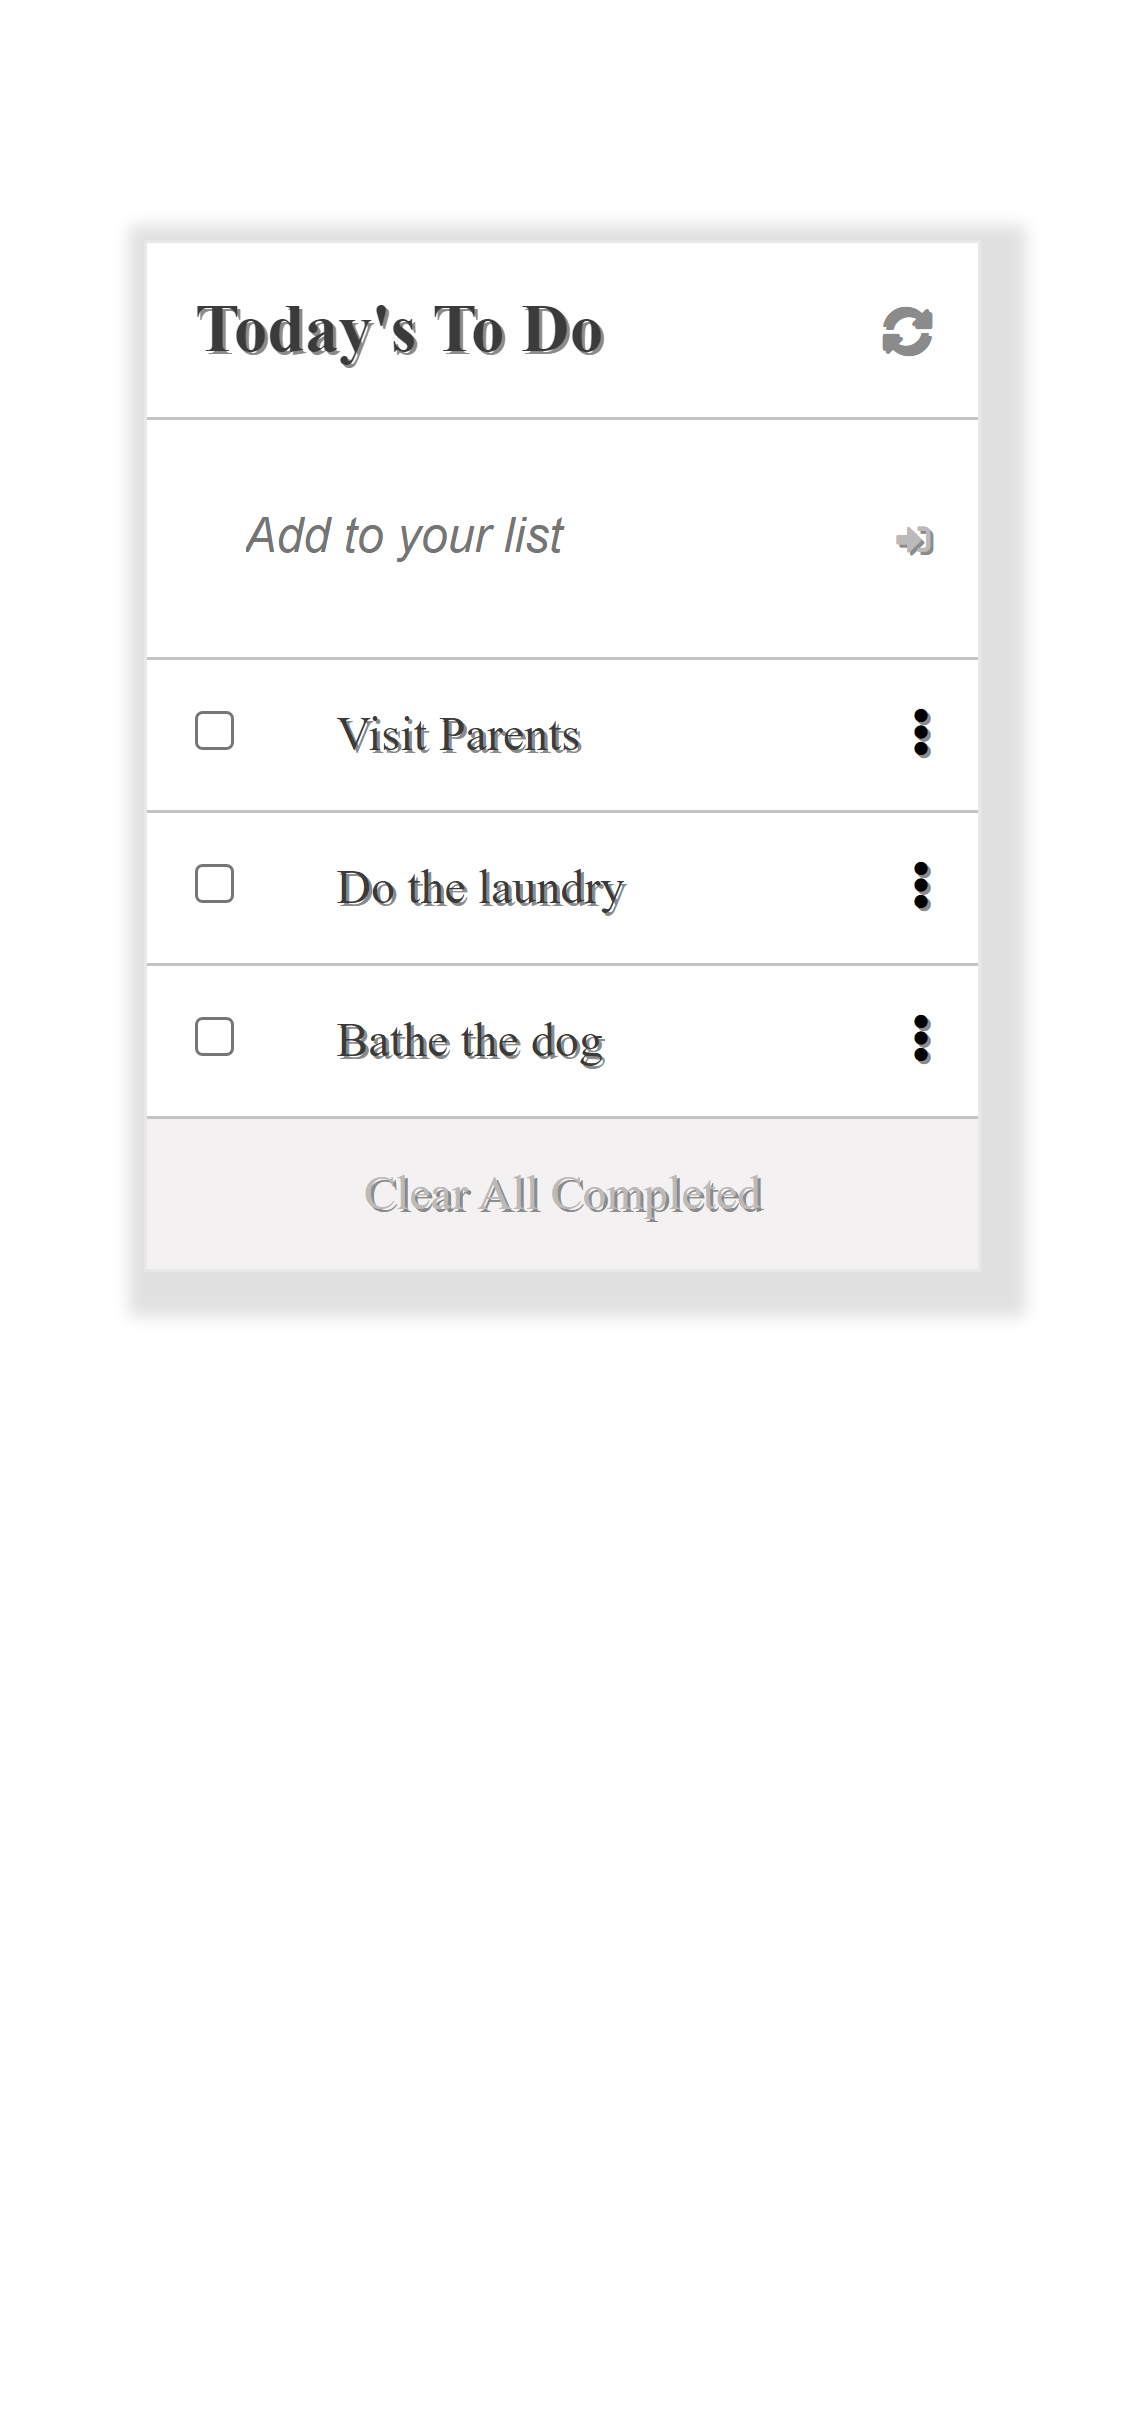 Today's To Do
Add to your list
Visit Parents
Do the laundry
Bathe the dog
Clear All Completed